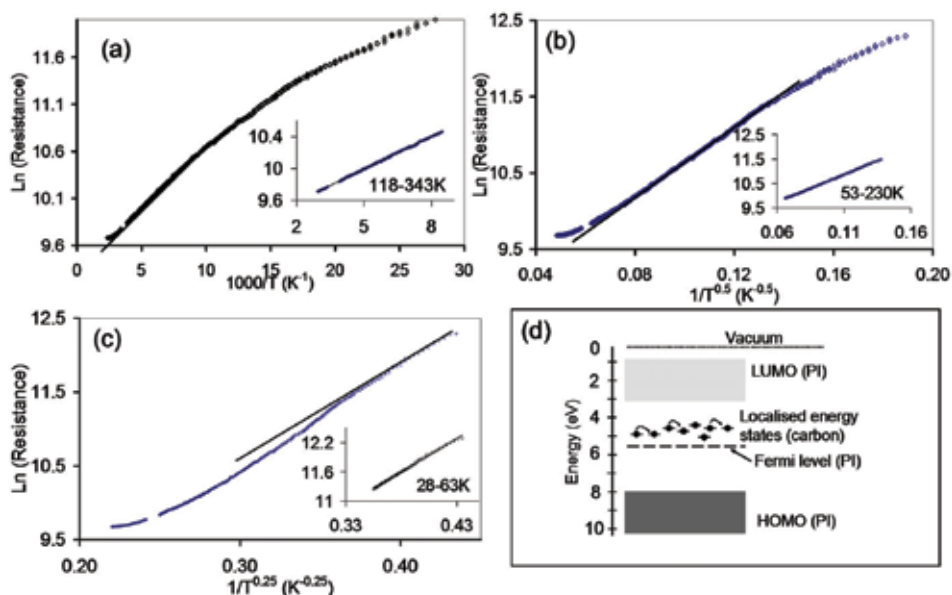 (a)
Ln (Resistance)
11.6
11.1
10.6
10.1
9.6
0 5 10 15 20 25 30
1000/T (K⁻¹)
10.4
10
9.6
118-343K
2 5 8
(b)
Ln (Resistance)
12.5
11.5
10.5
9.5
0.04 0.08 0.12 0.16 0.20
1/T⁰·⁵ (K⁻⁰·⁵)
12.5
11.5
10.5
9.5
53-230K
0.06 0.11 0.16
(c)
Ln (Resistance)
12.5
11.5
10.5
9.5
0.20 0.30 0.40
1/T⁰·²⁵ (K⁻⁰·²⁵)
12.2
11.6
11
28-63K
0.33 0.43
(d)
Energy (eV)
0
2
4
6
8
10
Vacuum
LUMO (PI)
Localised energy
states (carbon)
Fermi level (PI)
HOMO (PI)